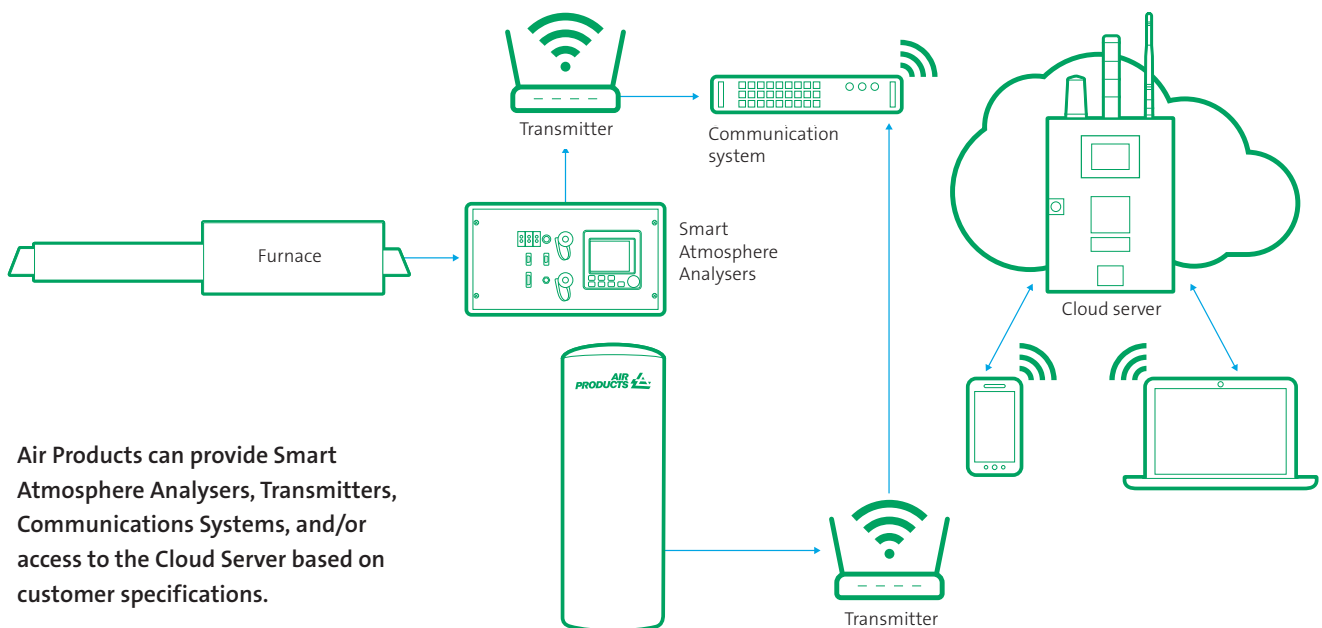 Transmitter
Communication
system
Furnace
Smart
Atmosphere
Analysers
Cloud server
AIR
PRODUCTS
Air Products can provide Smart
Atmosphere Analysers, Transmitters,
Communications Systems, and/or
access to the Cloud Server based on
customer specifications.
Transmitter